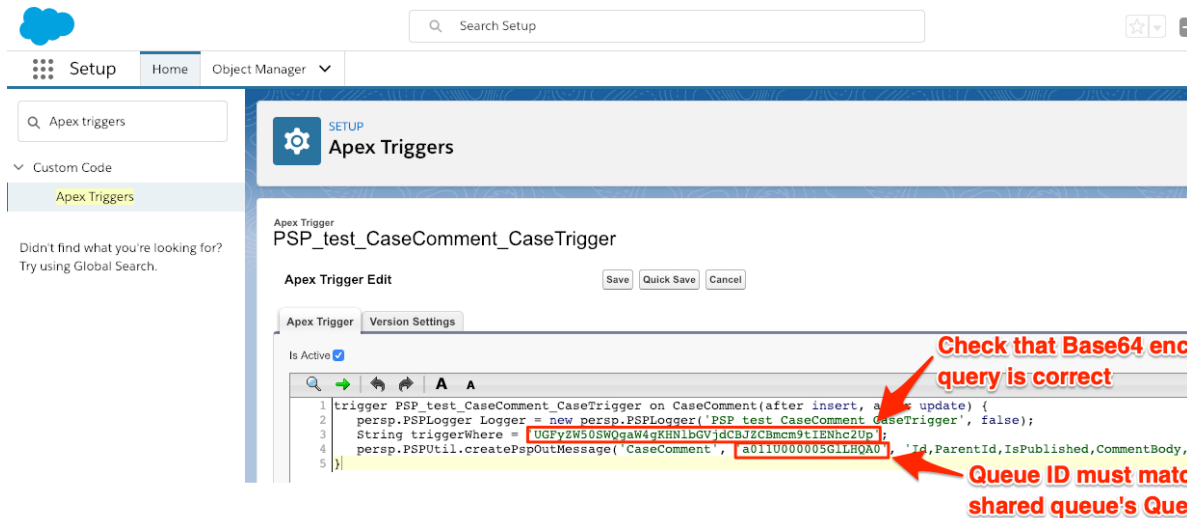 Search Setup
Setup
Home
Object Manager
Apex triggers
Custom Code
Apex Triggers
Didn't find what you're looking for?
Try using Global Search.
SETUP
Apex Triggers
Apex Trigger
PSP_test_CaseComment_CaseTrigger
Apex Trigger Edit
Save
Quick Save
Cancel
Apex Trigger
Version Settings
Is Active
Check that Base64 enc
query is correct
A A
1 trigger PSP_test_CaseComment_CaseTrigger on CaseComment(after insert, a update) {
2 persp.PSPLogger Logger = new persp.PSPLogger('PSP_test_CaseComment_CaseTrigger', false);
3 String triggerWhere = 'UGFyZW50SWQgaW4gKHNlbGVjdCBJZCBmcm9tIENhc2Up';
4 persp.PSPUtil.createPspOutMessage('CaseComment', 'a011U000005GlLHQA0', 'Id,ParentId,IsPublished,CommentBody,
5 }
Queue ID must matc
shared queue's Que